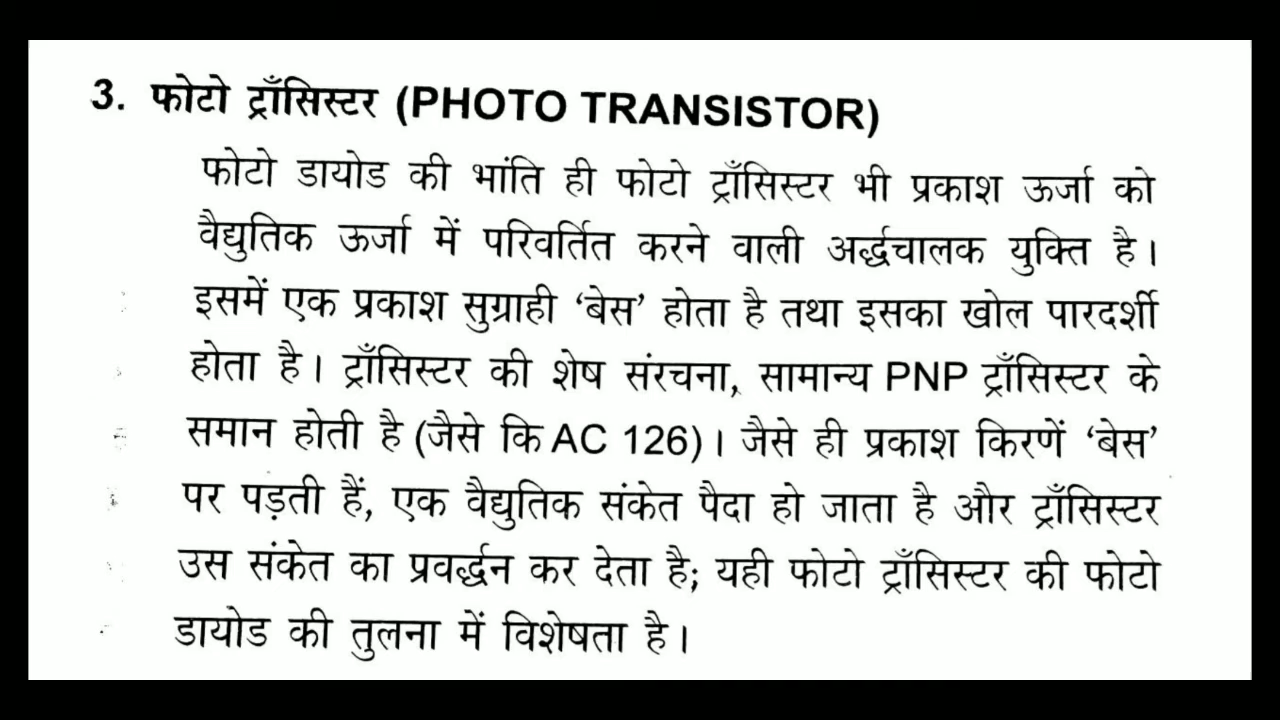 3. फोटो ट्राँसिस्टर (PHOTO TRANSISTOR)
फोटो डायोड की भांति ही फोटो ट्राँसिस्टर भी प्रकाश ऊर्जा को
वैद्युतिक ऊर्जा में परिवर्तित करने वाली अर्द्धचालक युक्ति है।
इसमें एक प्रकाश सुग्राही ‘बेस’ होता है तथा इसका खोल पारदर्शी
होता है। ट्राँसिस्टर की शेष संरचना, सामान्य PNP ट्राँसिस्टर के
समान होती है (जैसे कि AC 126)। जैसे ही प्रकाश किरणें ‘बेस’
पर पड़ती हैं, एक वैद्युतिक संकेत पैदा हो जाता है और ट्राँसिस्टर
उस संकेत का प्रवर्द्धन कर देता है; यही फोटो ट्राँसिस्टर की फोटो
डायोड की तुलना में विशेषता है।